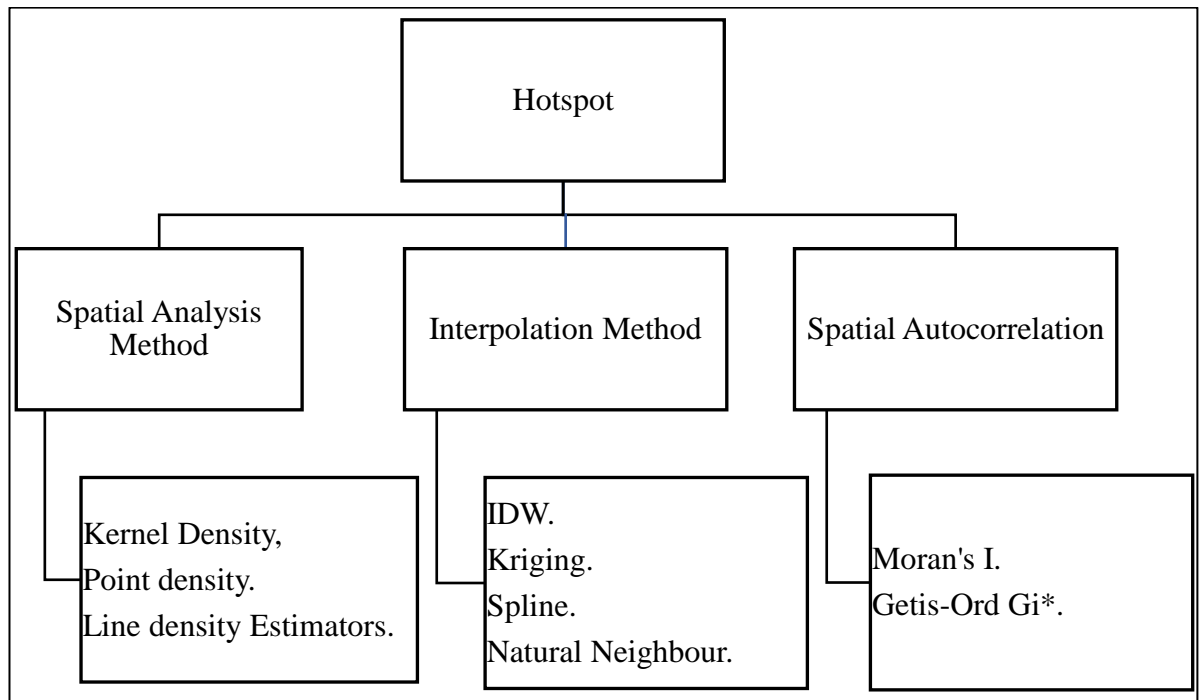 Hotspot
Spatial Analysis
Method
Interpolation Method
Spatial Autocorrelation
Kernel Density,
Point density.
Line density Estimators.
IDW.
Kriging.
Spline.
Natural Neighbour.
Moran's I.
Getis-Ord Gi*.